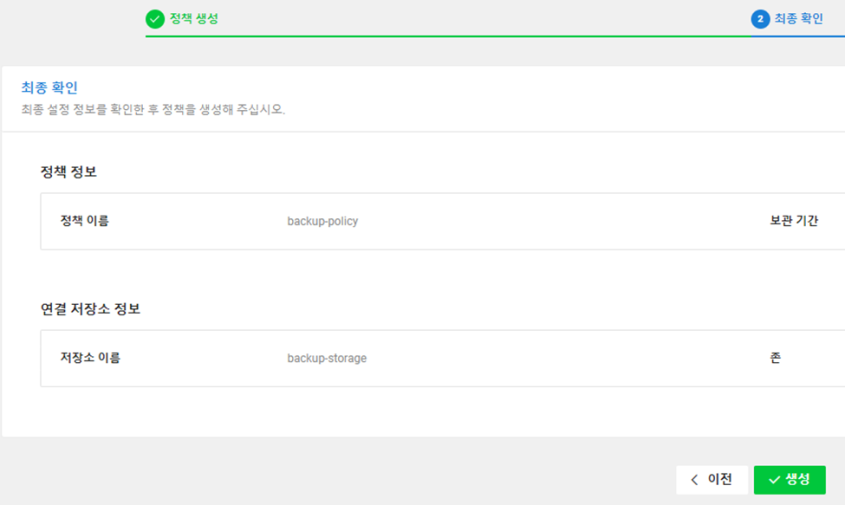 정책 생성
2 최종 확인
최종 확인
최종 설정 정보를 확인한 후 정책을 생성해 주십시오.
정책 정보
정책 이름 backup-policy 보관 기간
연결 저장소 정보
저장소 이름 backup-storage 존
이전 생성